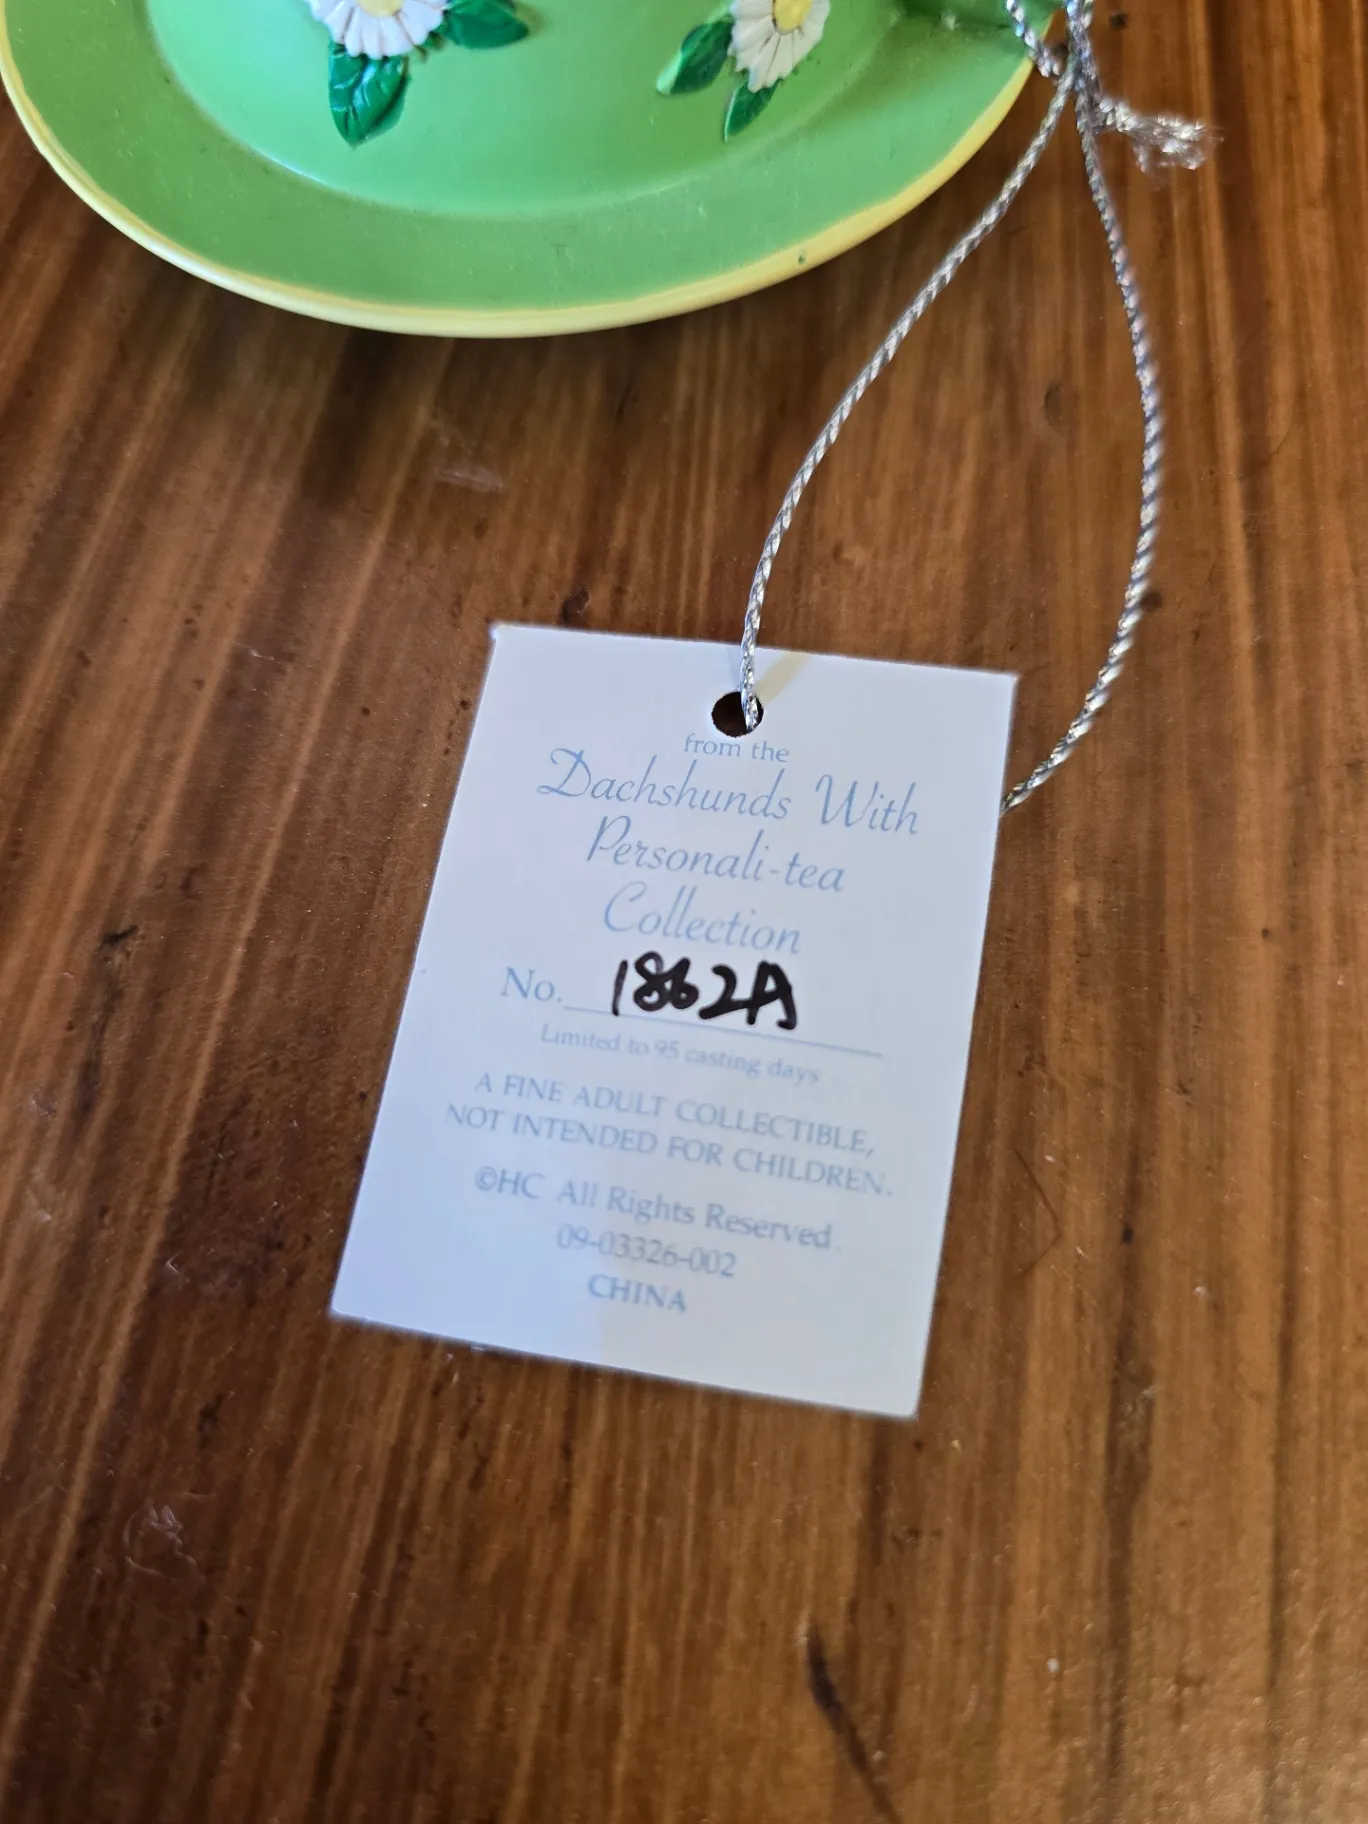 from the
Dachshunds With
Personali-tea
Collection
No. 1862A
Limited to 95 casting days
A FINE ADULT COLLECTIBLE,
NOT INTENDED FOR CHILDREN.
©HC All Rights Reserved.
09-03326-002
CHINA